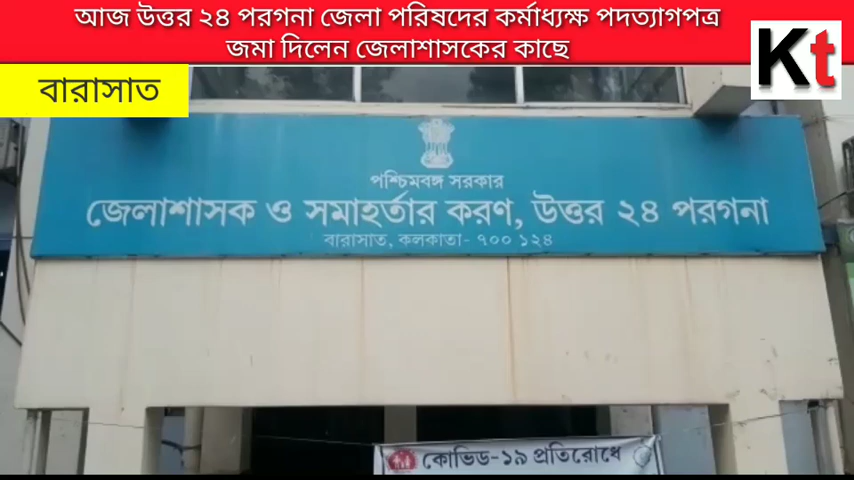 আজ উত্তর ২৪ পরগনা জেলা পরিষদের কর্মাধ্যক্ষ পদত্যাগপত্র
জমা দিলেন জেলাশাসকের কাছে
Kt
বারাসাত
পশ্চিমবঙ্গ সরকার
জেলাশাসক ও সমাহর্তার করণ, উত্তর ২৪ পরগনা
বারাসাত, কলকাতা- ৭০০ ১২৪
কোভিড-১৯ প্রতিরোধে